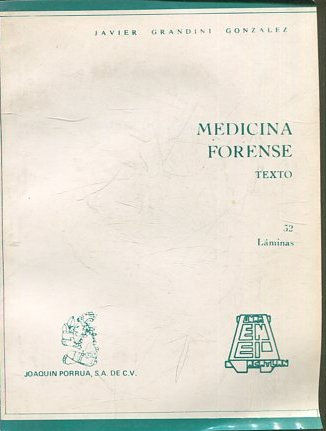 JAVIER GRANDINI GONZALEZ
MEDICINA
FORENSE
TEXTO
52
Láminas
JOAQUIN PORRUA, S.A. DE C.V.